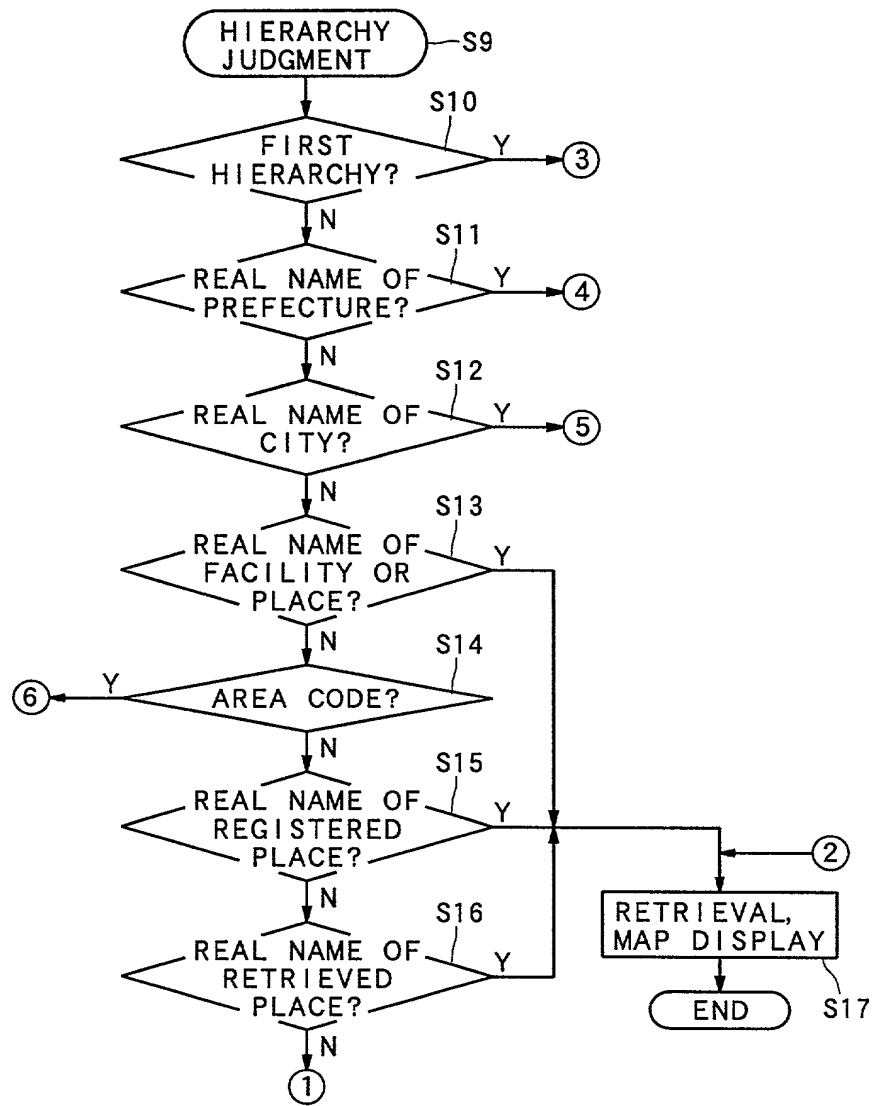 HIERARCHY
JUDGMENT
S9
S10
FIRST
HIERARCHY?
Y
3
N
S11
REAL NAME OF
PREFECTURE?
Y
4
N
S12
REAL NAME OF
CITY?
Y
5
N
S13
REAL NAME OF
FACILITY OR
PLACE?
Y
N
S14
6
Y
AREA CODE?
N
S15
REAL NAME OF
REGISTERED
PLACE?
Y
2
N
RETRIEVAL,
MAP DISPLAY
S17
S16
REAL NAME OF
RETRIEVED
PLACE?
Y
END
N
1